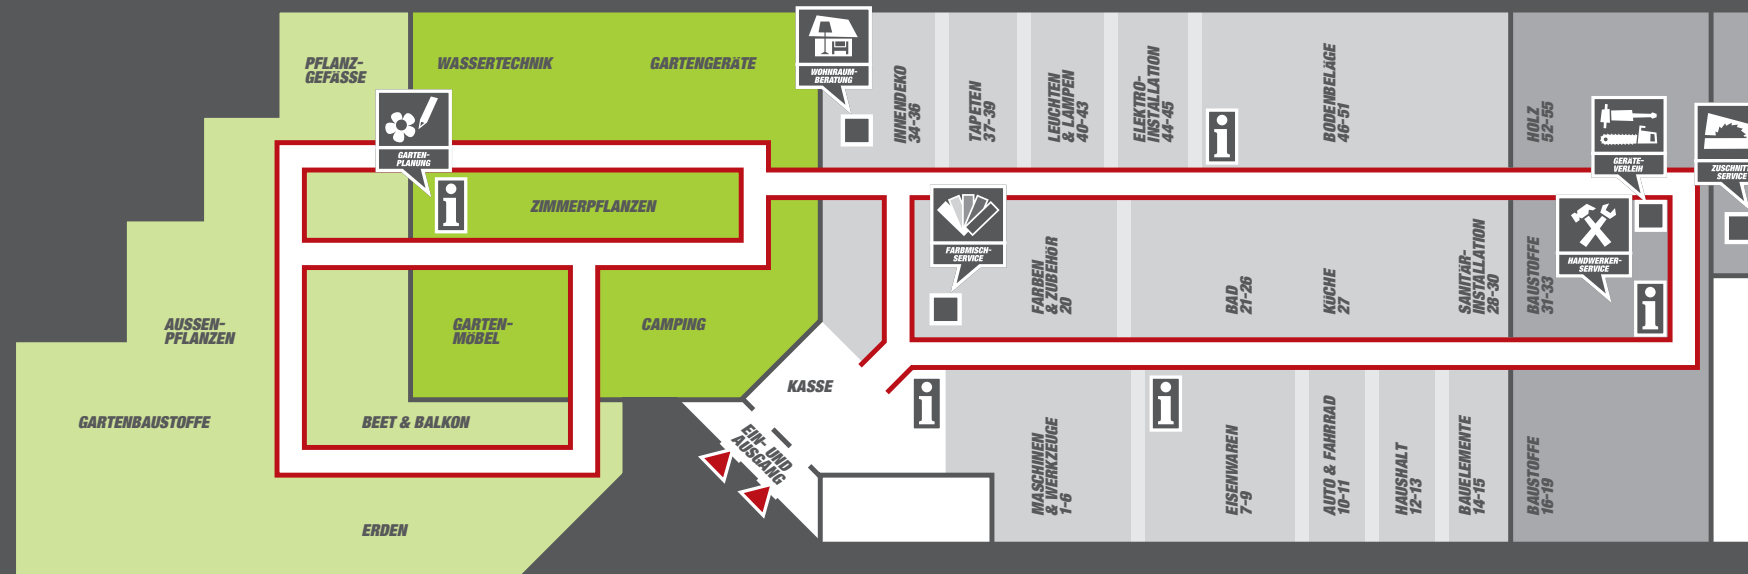 PFLANZ-
GEFÄSSE
WASSERTECHNIK
GARTENGERÄTE
WOHNRAUM-
BERATUNG
INNENDEKO
34-36
TAPETEN
37-39
LEUCHTEN
& LAMPEN
40-43
ELEKTRO-
INSTALLATION
44-45
i
BODENBELÄGE
46-51
HOLZ
52-55
GERÄTE-
VERLEIH
ZUSCHNITT
SERVICE
GARTEN-
PLANUNG
i
ZIMMERPFLANZEN
FARBMISCH-
SERVICE
FARBEN
& ZUBEHÖR
20
BAD
21-26
KÜCHE
27
SANITÄR-
INSTALLATION
28-30
BAUSTOFFE
31-33
HANDWERKER-
SERVICE
i
AUSSEN-
PFLANZEN
GARTEN-
MÖBEL
CAMPING
KASSE
GARTENBAUSTOFFE
BEET & BALKON
EIN- UND
AUSGANG
i
MASCHINEN
& WERKZEUGE
1-6
i
EISENWAREN
7-9
AUTO & FAHRRAD
10-11
HAUSHALT
12-13
BAUELEMENTE
14-15
BAUSTOFFE
16-19
ERDEN